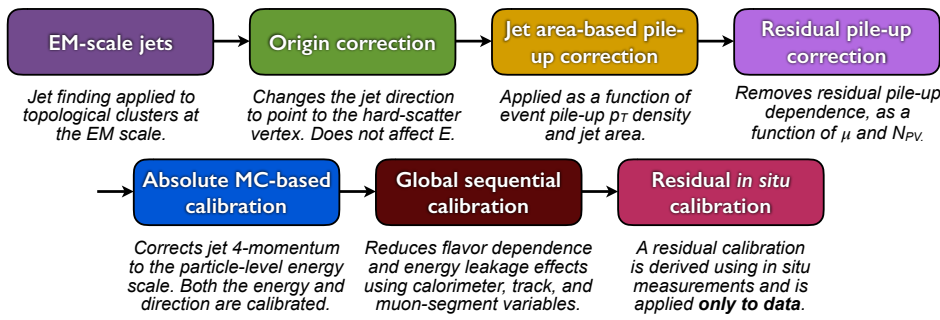 EM-scale jets
Jet finding applied to
topological clusters at
the EM scale.
Origin correction
Changes the jet direction
to point to the hard-scatter
vertex. Does not affect E.
Jet area-based pile-
up correction
Applied as a function of
event pile-up pT density
and jet area.
Residual pile-up
correction
Removes residual pile-up
dependence, as a
function of μ and NPV.
Absolute MC-based
calibration
Corrects jet 4-momentum
to the particle-level energy
scale. Both the energy and
direction are calibrated.
Global sequential
calibration
Reduces flavor dependence
and energy leakage effects
using calorimeter, track, and
muon-segment variables.
Residual in situ
calibration
A residual calibration
is derived using in situ
measurements and is
applied only to data.